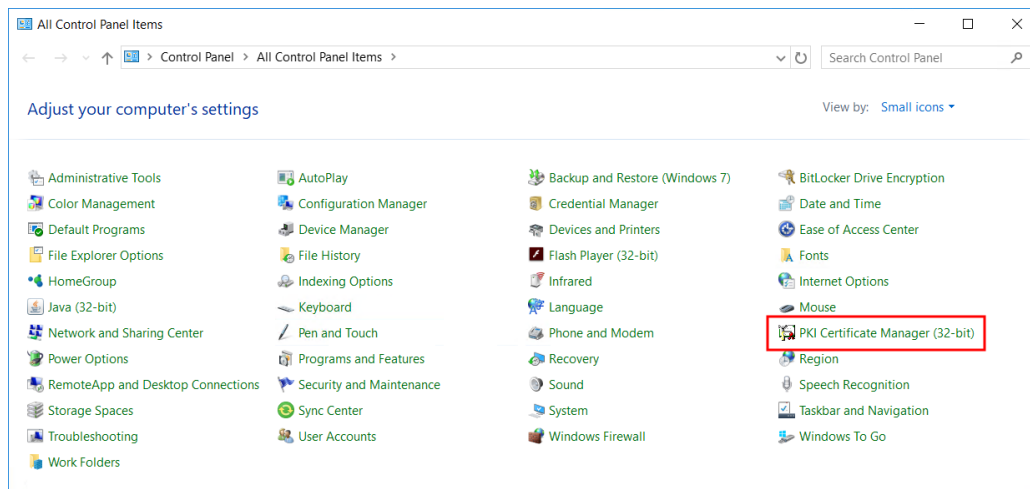 All Control Panel Items
Control Panel > All Control Panel Items >
Search Control Panel
Adjust your computer's settings
View by: Small icons
Administrative Tools
AutoPlay
Backup and Restore (Windows 7)
BitLocker Drive Encryption
Color Management
Configuration Manager
Credential Manager
Date and Time
Default Programs
Device Manager
Devices and Printers
Ease of Access Center
File Explorer Options
File History
Flash Player (32-bit)
Fonts
HomeGroup
Indexing Options
Infrared
Internet Options
Java (32-bit)
Keyboard
Language
Mouse
Network and Sharing Center
Pen and Touch
Phone and Modem
PKI Certificate Manager (32-bit)
Power Options
Programs and Features
Recovery
Region
RemoteApp and Desktop Connections
Security and Maintenance
Sound
Speech Recognition
Storage Spaces
Sync Center
System
Taskbar and Navigation
Troubleshooting
User Accounts
Windows Firewall
Windows To Go
Work Folders